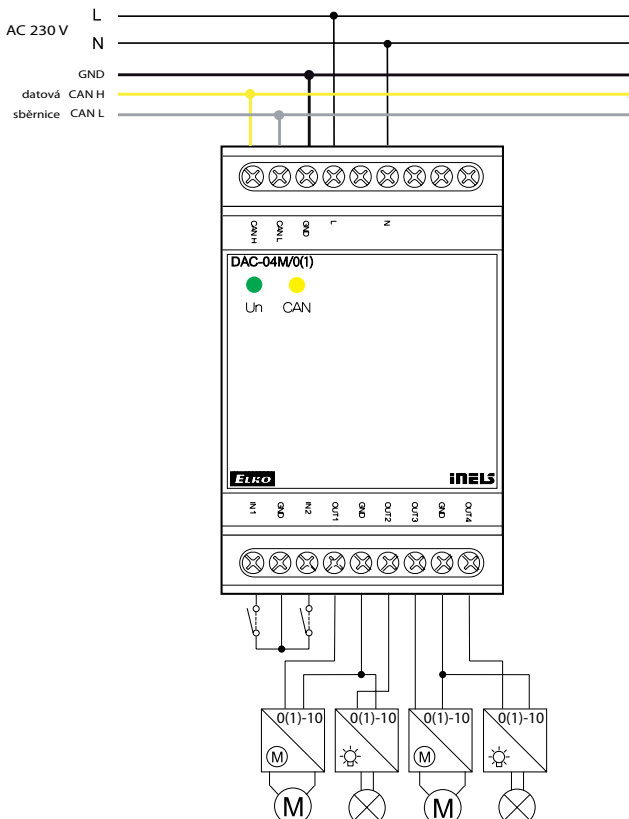 L
AC 230 V
N
GND
datová CAN H
sběrnice CAN L
CAN H
CAN L
GND
L
N
DAC-04M/0(1)
Un CAN
ELKO
iNELS
IN1 GND IN2 OUT1 GND OUT2 OUT3 GND OUT4
0(1)-10 0(1)-10 0(1)-10 0(1)-10
M M
M M